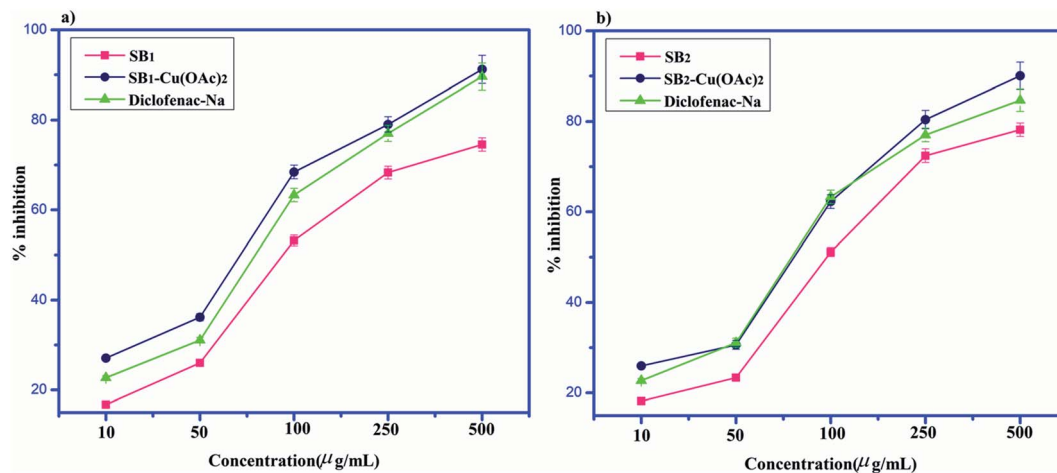 a)
SB1
SB1-Cu(OAc)2
Diclofenac-Na
100
80
60
40
20
% inhibition
10 50 100 250 500
Concentration(μg/mL)
b)
SB2
SB2-Cu(OAc)2
Diclofenac-Na
100
80
60
40
20
% inhibition
10 50 100 250 500
Concentration(μg/mL)